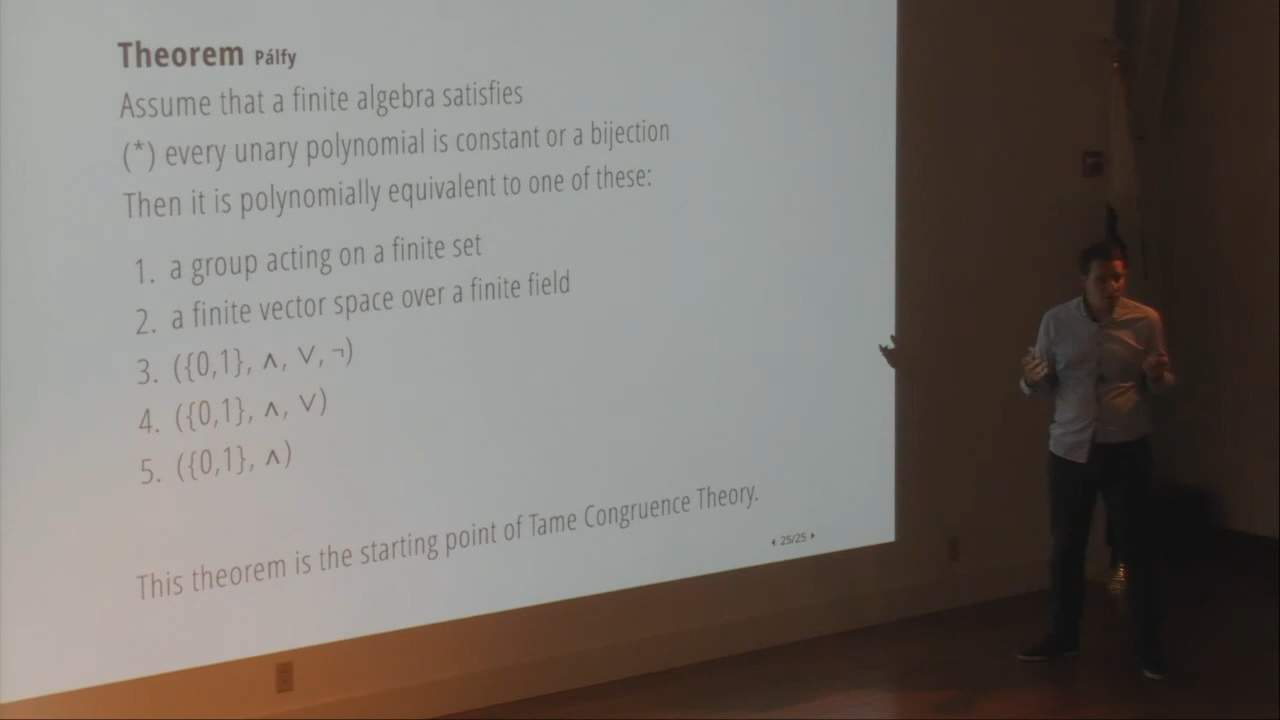 Theorem Pálfy
Assume that a finite algebra satisfies
(*) every unary polynomial is constant or a bijection
Then it is polynomially equivalent to one of these:
1. a group acting on a finite set
2. a finite vector space over a finite field
3. ({0,1}, ∧, ∨, ¬)
4. ({0,1}, ∧, ∨)
5. ({0,1}, ∧)
This theorem is the starting point of Tame Congruence Theory.
25/25